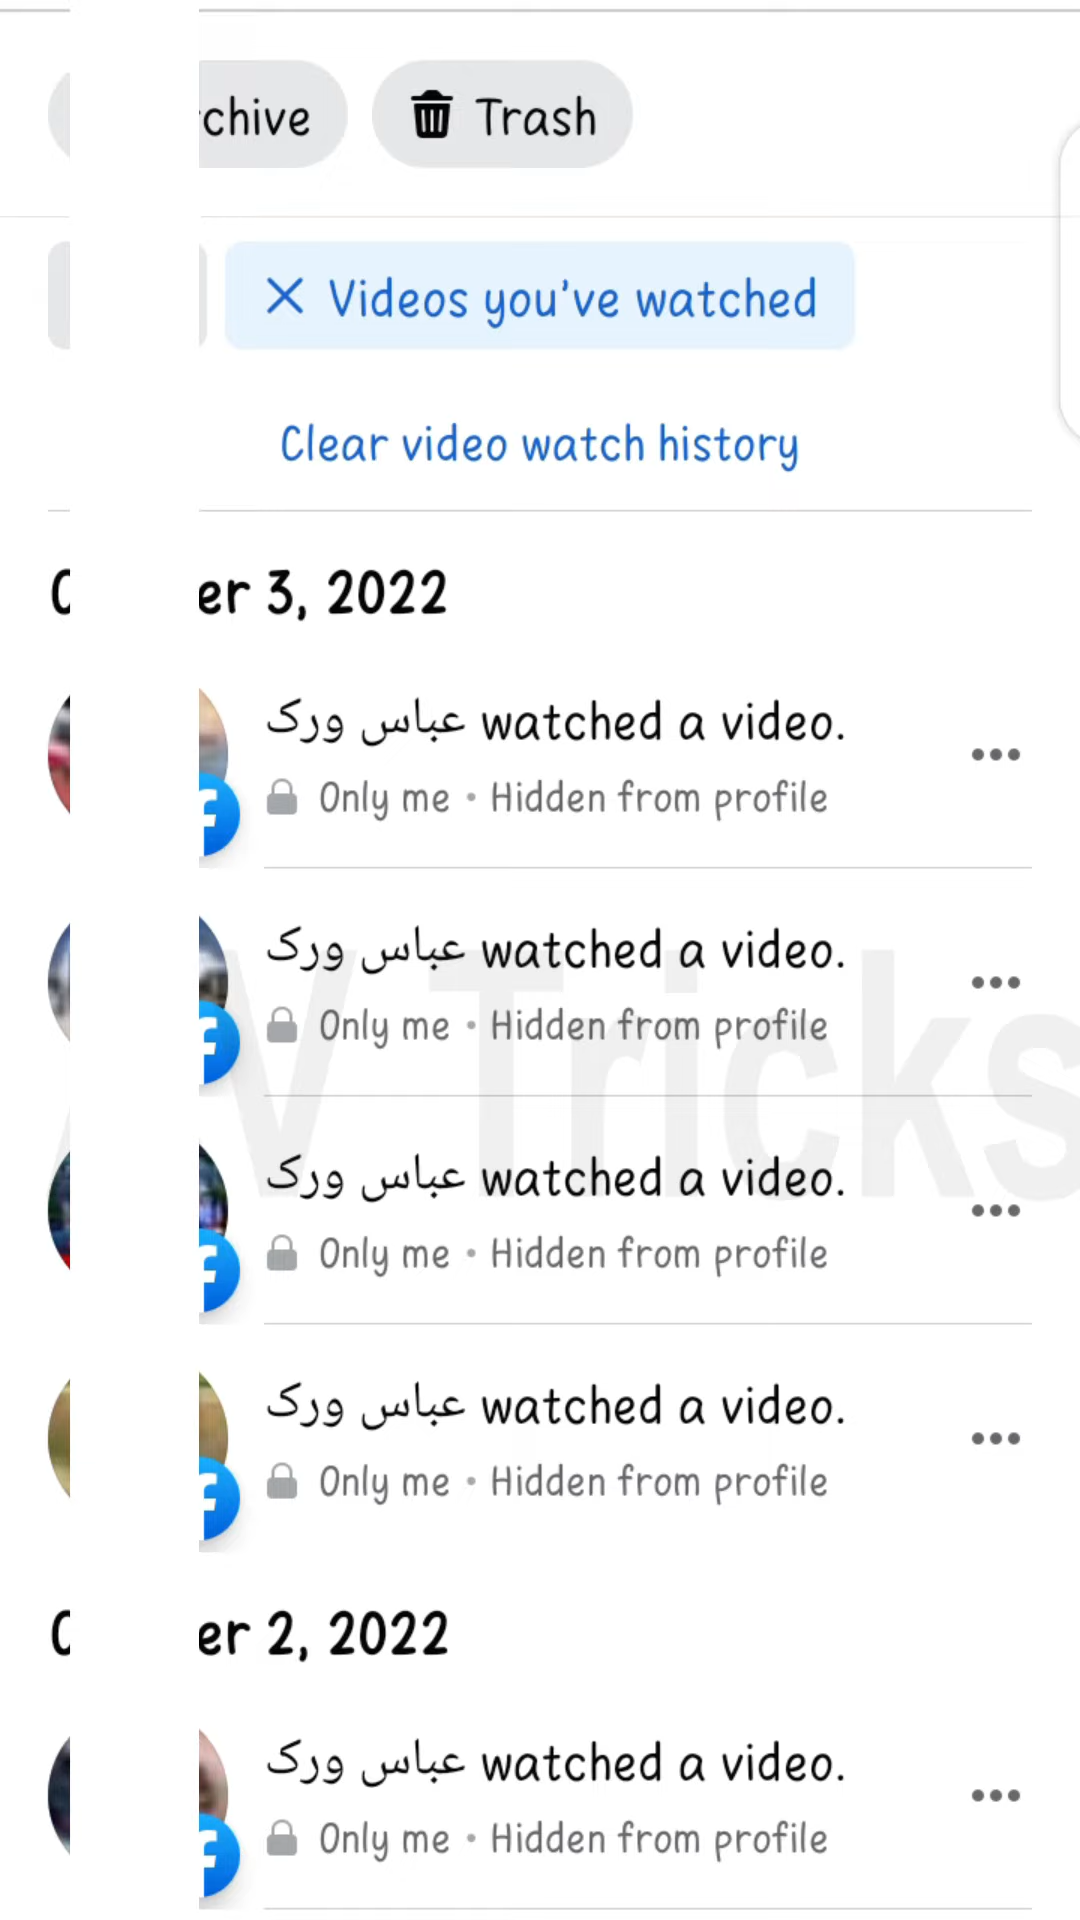 chive
Trash
Videos you've watched
Clear video watch history
er 3, 2022
عباس ورک watched a video.
Only me • Hidden from profile
عباس ورک watched a video.
Only me • Hidden from profile
V Tricks
عباس ورک watched a video.
Only me • Hidden from profile
عباس ورک watched a video.
Only me • Hidden from profile
er 2, 2022
عباس ورک watched a video.
Only me • Hidden from profile